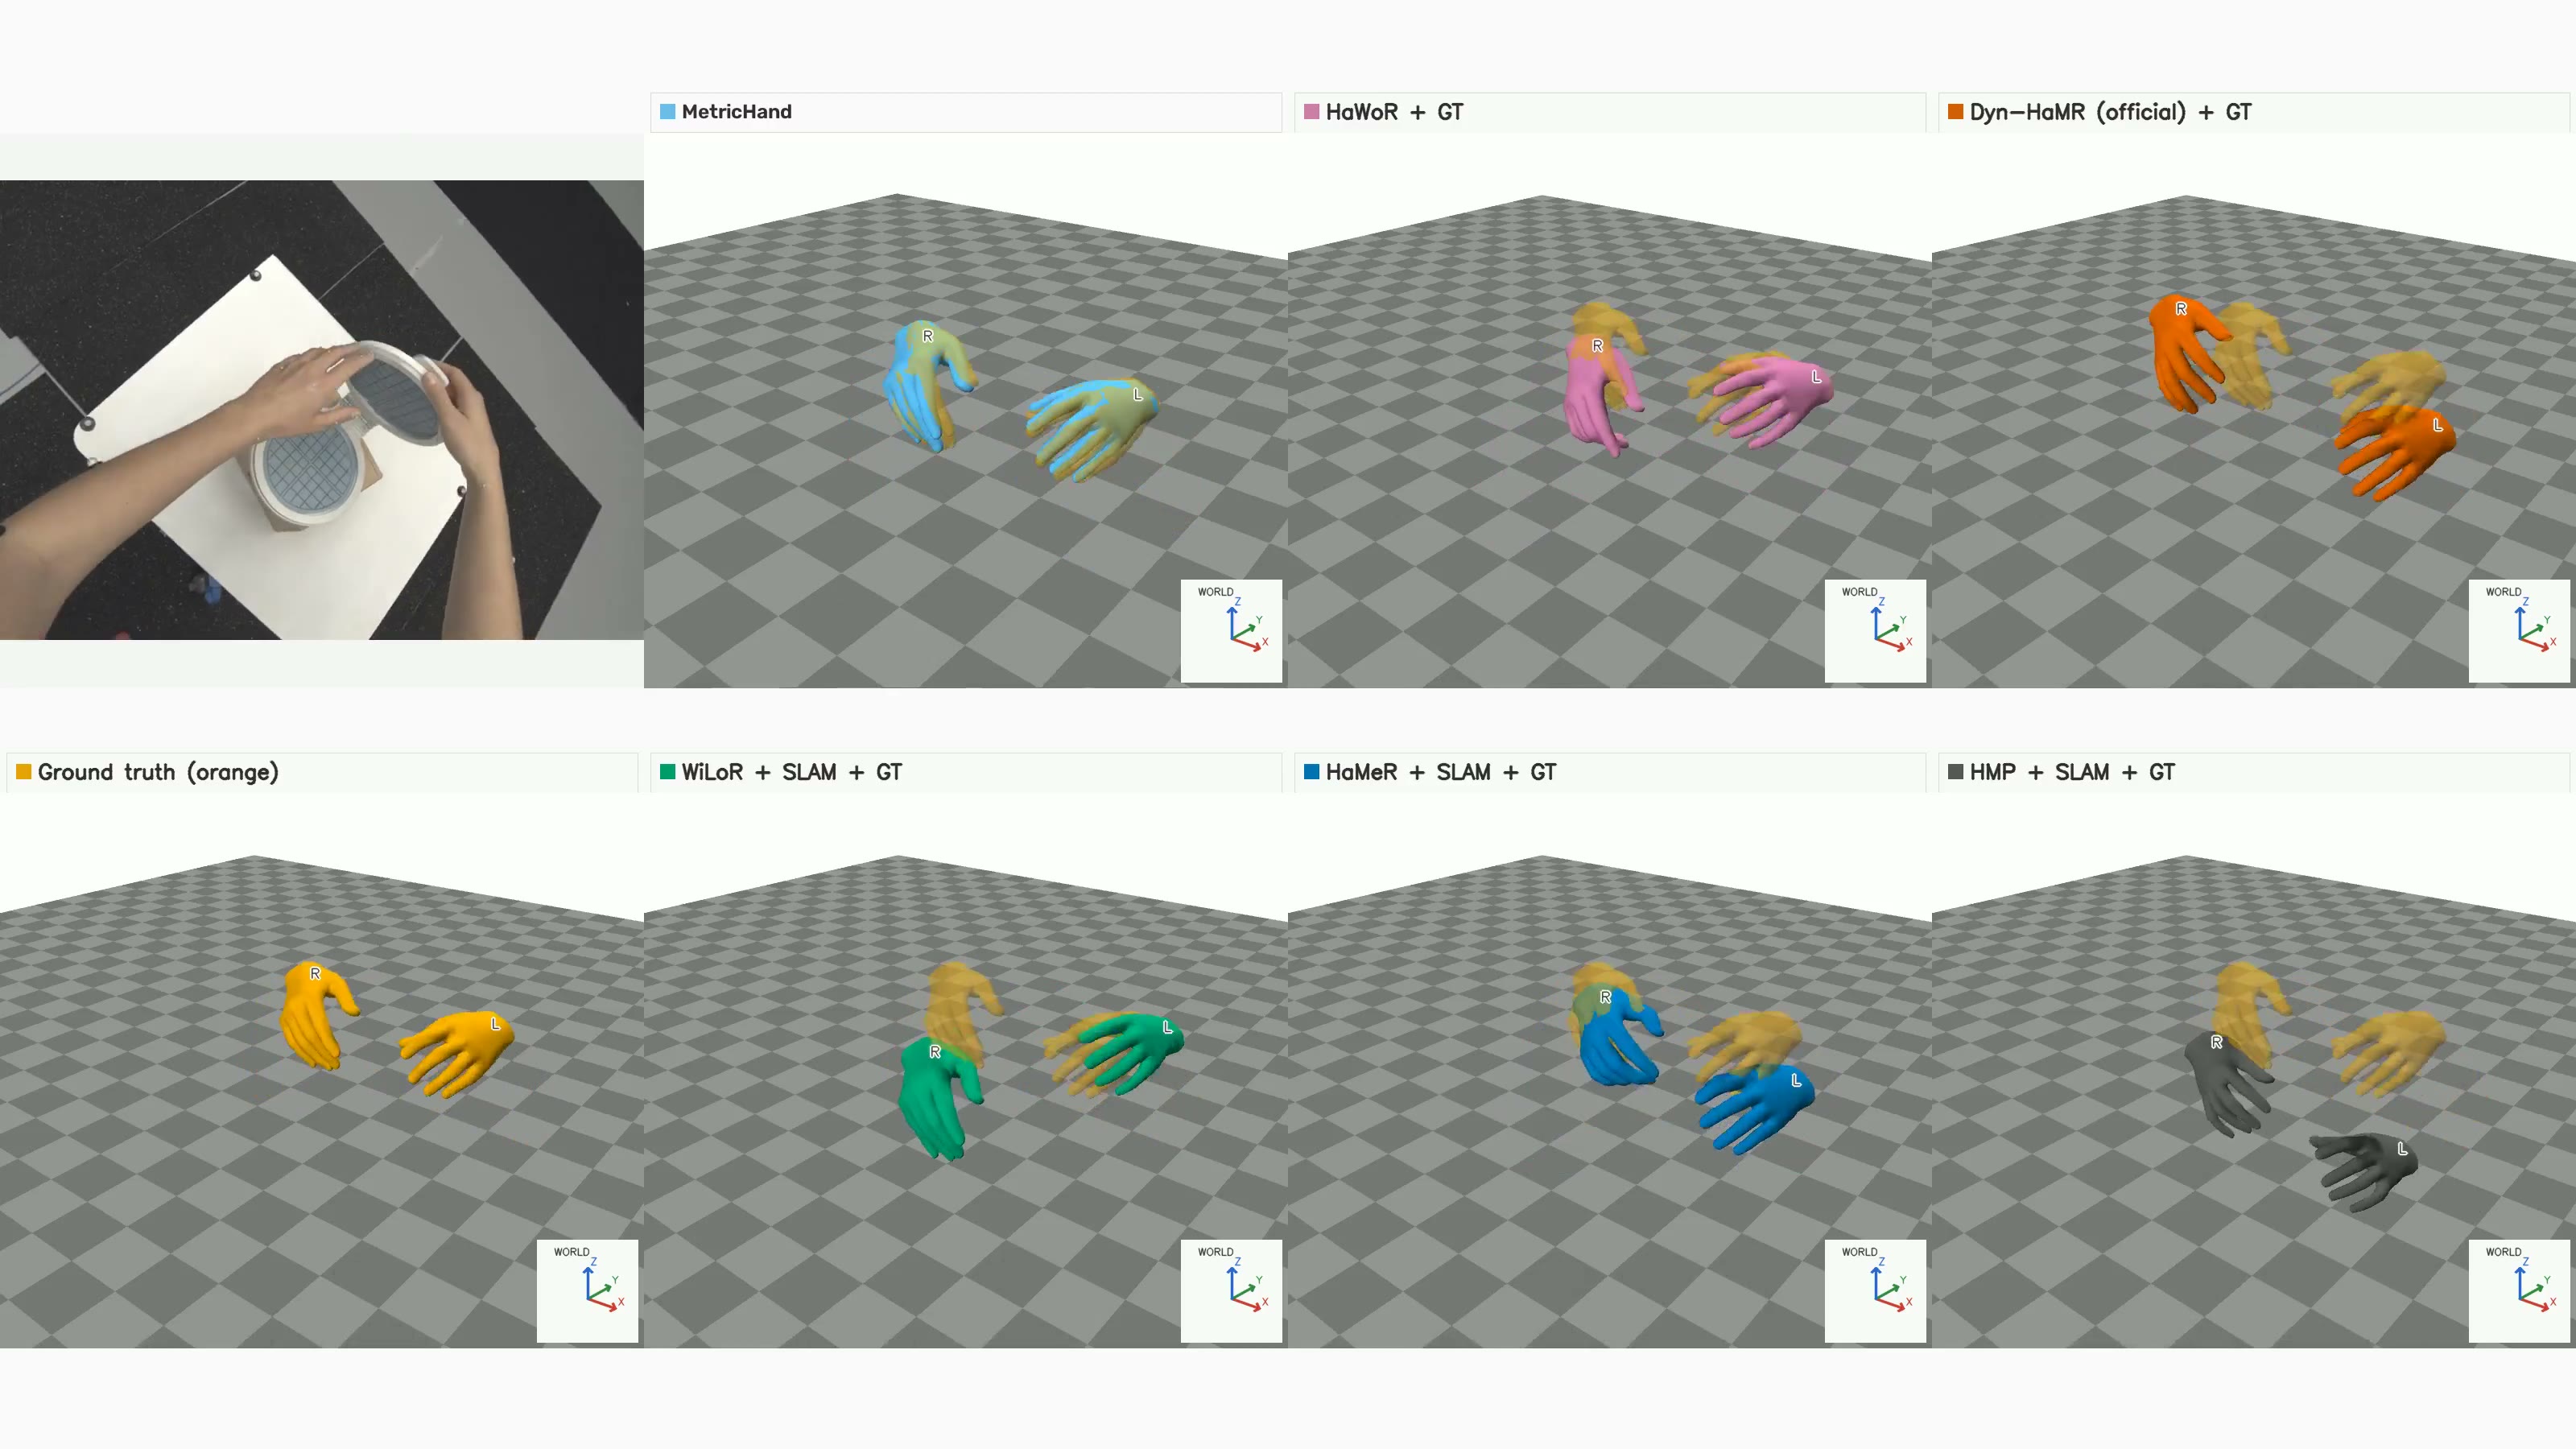 MetricHand
HaWoR + GT
Dyn-HaMR (official) + GT
R
L
R
L
R
L
WORLD
Z
Y
X
WORLD
Z
Y
X
WORLD
Z
Y
X
Ground truth (orange)
WiLoR + SLAM + GT
HaMeR + SLAM + GT
HMP + SLAM + GT
R
L
R
L
R
L
R
L
WORLD
Z
Y
X
WORLD
Z
Y
X
WORLD
Z
Y
X
WORLD
Z
Y
X